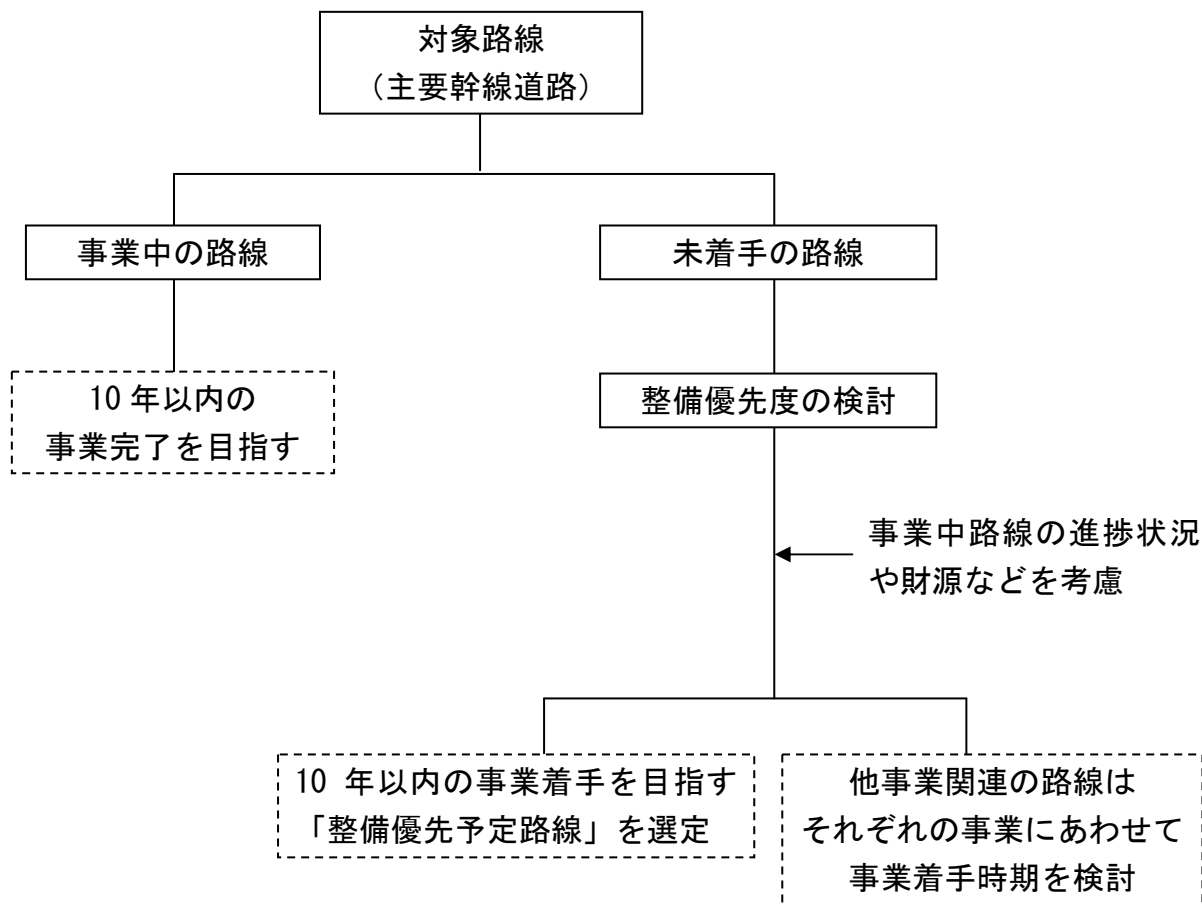 対象路線
（主要幹線道路）
事業中の路線
未着手の路線
10年以内の
事業完了を目指す
整備優先度の検討
事業中路線の進捗状況
や財源などを考慮
10 年以内の事業着手を目指す
「整備優先予定路線」を選定
他事業関連の路線は
それぞれの事業にあわせて
事業着手時期を検討